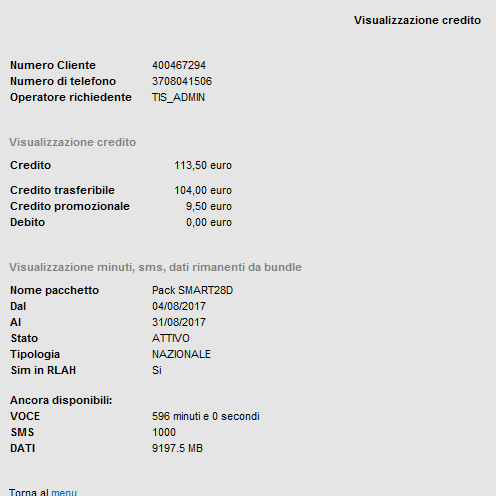 Visualizzazione credito
Numero Cliente 400467294
Numero di telefono 3708041506
Operatore richiedente TIS_ADMIN
Visualizzazione credito
Credito 113,50 euro
Credito trasferibile 104,00 euro
Credito promozionale 9,50 euro
Debito 0,00 euro
Visualizzazione minuti, sms, dati rimanenti da bundle
Nome pacchetto Pack SMART28D
Dal 04/08/2017
Al 31/08/2017
Stato ATTIVO
Tipologia NAZIONALE
Sim in RLAH Si
Ancora disponibili:
VOCE 596 minuti e 0 secondi
SMS 1000
DATI 9197.5 MB
Torna al menu